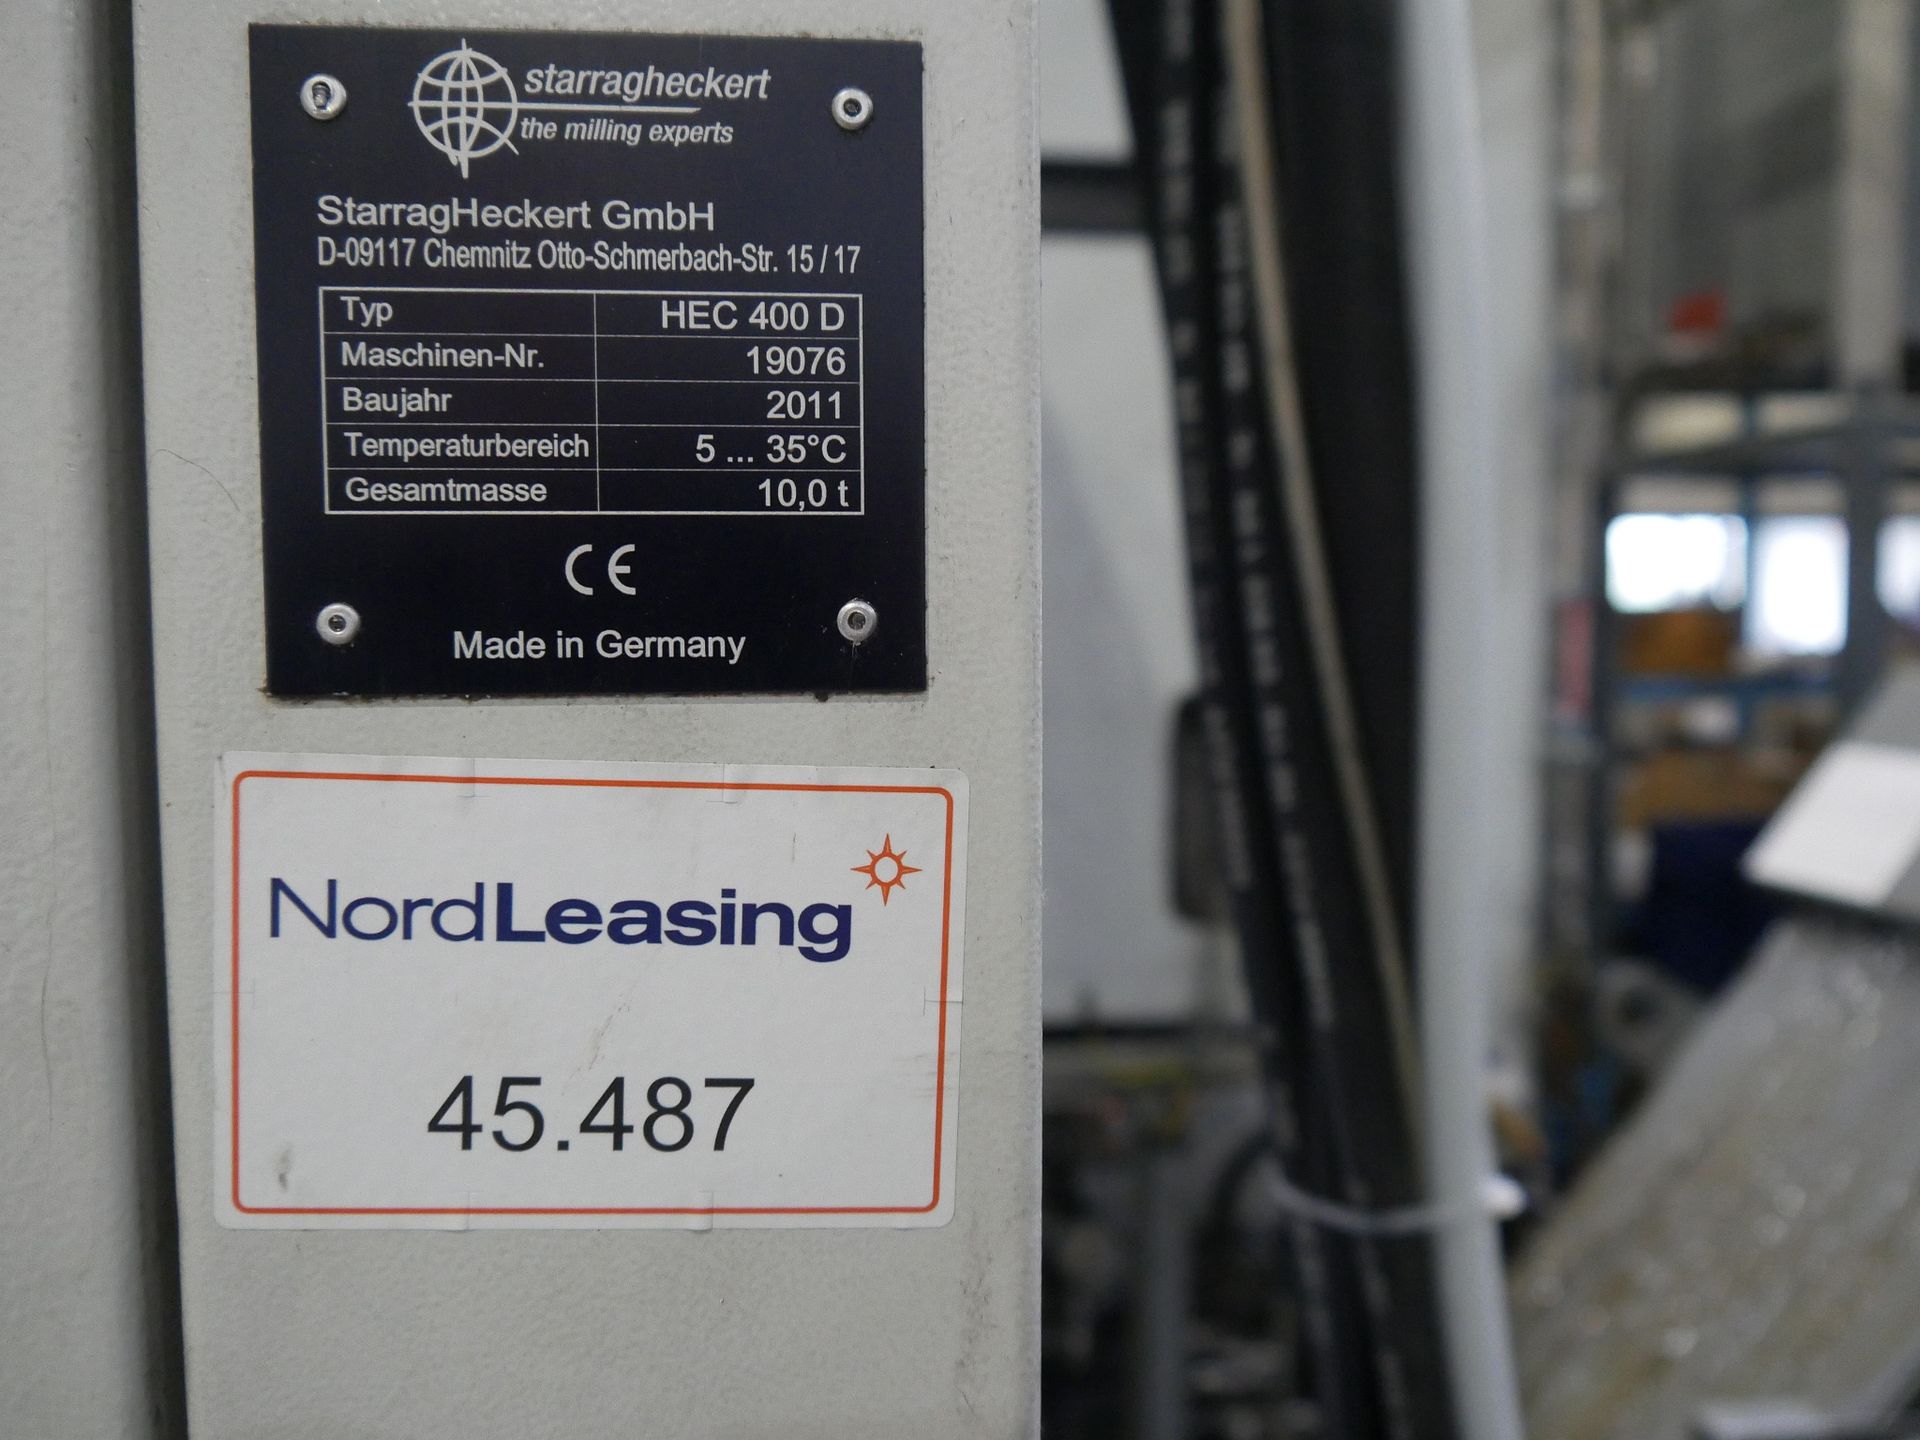 starragheckert
the milling experts
StarragHeckert GmbH
D-09117 Chemnitz Otto-Schmerbach-Str. 15 / 17
Typ HEC 400 D
Maschinen-Nr. 19076
Baujahr 2011
Temperaturbereich 5 ... 35°C
Gesamtmasse 10,0 t
CE
Made in Germany
NordLeasing
45.487